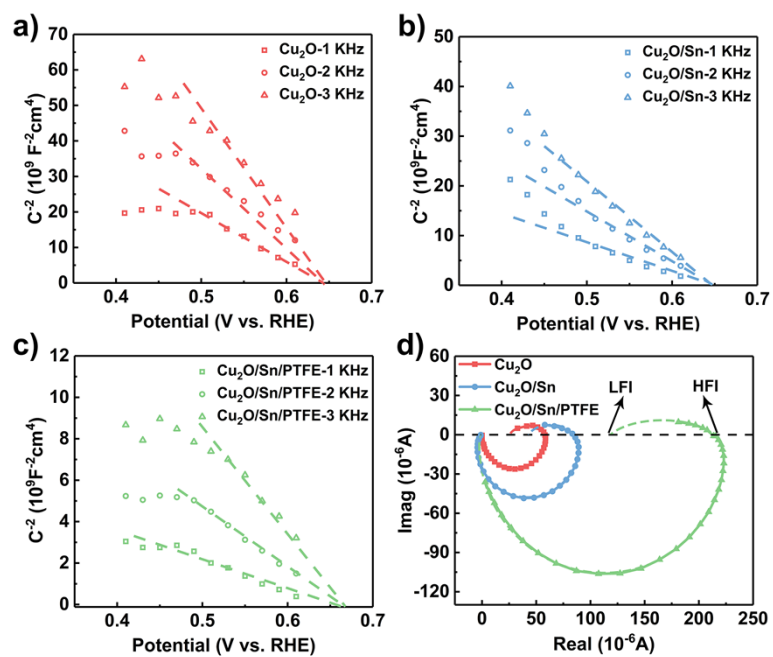 a)
Cu₂O-1 KHz
Cu₂O-2 KHz
Cu₂O-3 KHz
C⁻² (10⁹ F⁻²cm⁴)
70
60
50
40
30
20
10
0
0.4 0.5 0.6 0.7
Potential (V vs. RHE)
b)
Cu₂O/Sn-1 KHz
Cu₂O/Sn-2 KHz
Cu₂O/Sn-3 KHz
C⁻² (10⁹F⁻²cm⁴)
50
40
30
20
10
0
0.4 0.5 0.6 0.7
Potential (V vs. RHE)
c)
Cu₂O/Sn/PTFE-1 KHz
Cu₂O/Sn/PTFE-2 KHz
Cu₂O/Sn/PTFE-3 KHz
C⁻² (10⁹F⁻²cm⁴)
12
10
8
6
4
2
0
0.4 0.5 0.6 0.7
Potential (V vs. RHE)
d)
Cu₂O
Cu₂O/Sn
Cu₂O/Sn/PTFE
LFI
HFI
Imag (10⁻⁶A)
60
30
0
-30
-60
-90
-120
0 50 100 150 200 250
Real (10⁻⁶A)